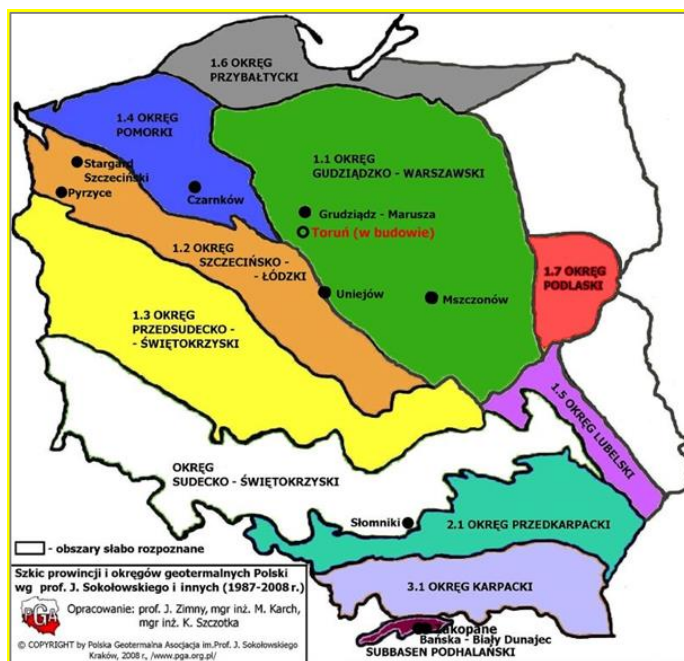 1.6 OKRĘG
PRZYBAŁTYCKI
1.4 OKRĘG
POMORKI
1.1 OKRĘG
GUDZIĄDZKO - WARSZAWSKI
Stargard
Szczeciński
Pyrzyce
Czarnków
Grudziądz - Marusza
Toruń (w budowie)
1.2 OKRĘG
SZCZECIŃSKO -
- ŁÓDZKI
1.7 OKRĘG
PODLASKI
Uniejów
Mszczonów
1.3 OKRĘG
PRZEDSUDECKO -
- ŚWIĘTOKRZYSKI
1.5 OKRĘG LUBELSKI
OKRĘG
SUDECKO - ŚWIĘTOKRZYSKI
Słomniki
2.1 OKRĘG PRZEDKARPACKI
- obszary słabo rozpoznane
3.1 OKRĘG KARPACKI
Szkic prowincji i okręgów geotermalnych Polski
wg prof. J. Sokołowskiego i innych (1987-2008 r.)
PGA
Opracowanie: prof. J. Zimny, mgr inż. M. Karch,
mgr inż. K. Szczotka
© COPYRIGHT by Polska Geotermalna Asocjacja im.Prof. J. Sokołowskiego
Kraków, 2008 r., /www.pga.org.pl/
Zakopane
Bańska - Biały Dunajec
SUBBASEN PODHALAŃSKI